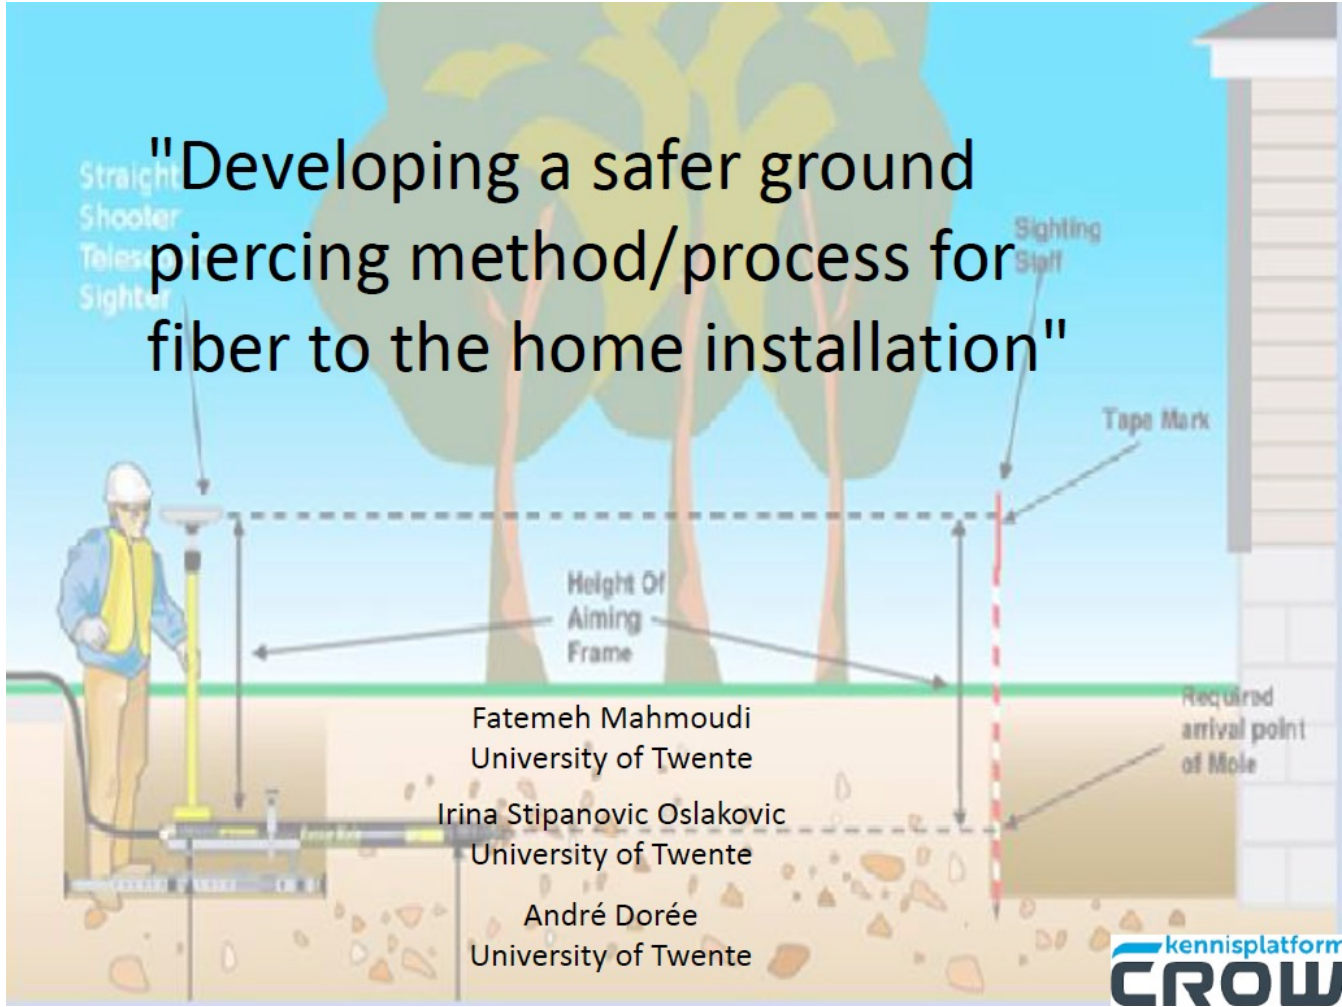 "Developing a safer ground
piercing method/process for
fiber to the home installation"
Straight
Shooter
Telescopic
Sighter
Sighting
Staff
Tape Mark
Height Of
Aiming
Frame
Required
arrival point
of Mole
Fatemeh Mahmoudi
University of Twente
Irina Stipanovic Oslakovic
University of Twente
André Dorée
University of Twente
kennisplatform
CROW